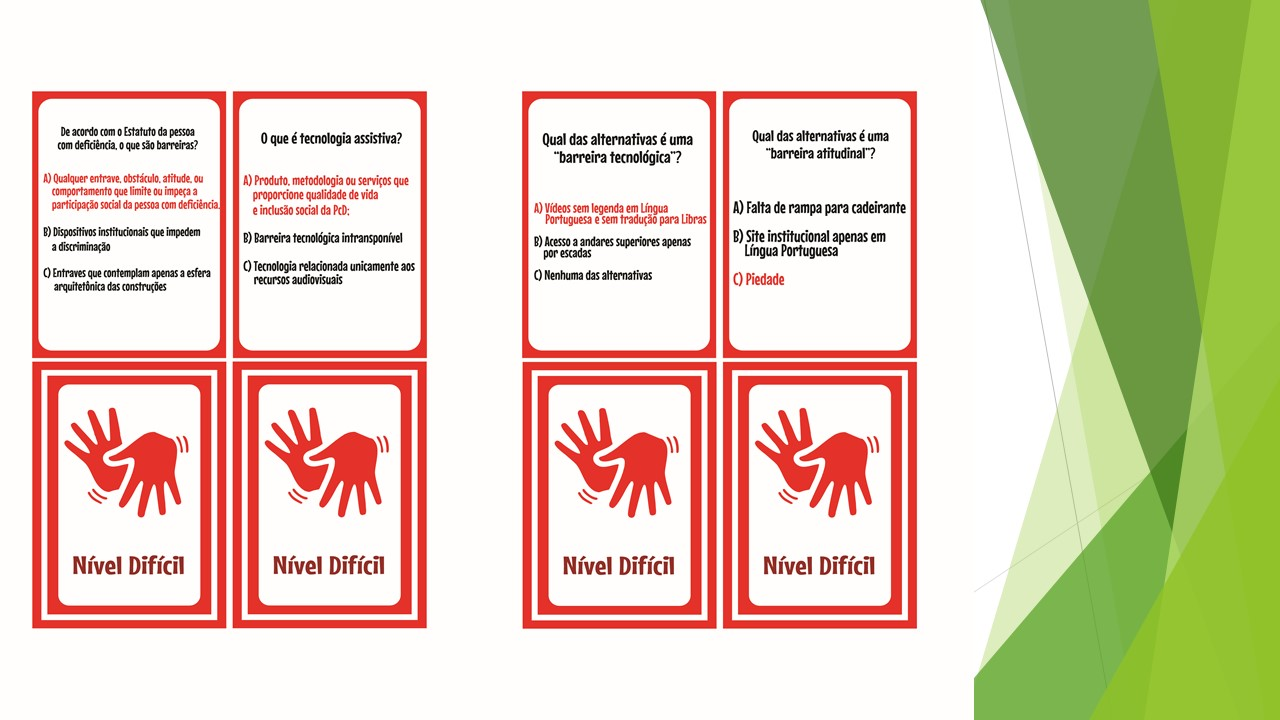 De acordo com o Estatuto da pessoa
com deficiência, o que são barreiras?
A) Qualquer entrave, obstáculo, atitude, ou
comportamento que limite ou impeça a
participação social da pessoa com deficiência.
B) Dispositivos institucionais que impedem
a discriminação
C) Entraves que contemplam apenas a esfera
arquitetônica das construções
O que é tecnologia assistiva?
A) Produto, metodologia ou serviços que
proporcione qualidade de vida
e inclusão social da PcD;
B) Barreira tecnológica intransponível
C) Tecnologia relacionada unicamente aos
recursos audiovisuais
Qual das alternativas é uma
“barreira tecnológica”?
A) Vídeos sem legenda em Língua
Portuguesa e sem tradução para Libras
B) Acesso a andares superiores apenas
por escadas
C) Nenhuma das alternativas
Qual das alternativas é uma
“barreira atitudinal”?
A) Falta de rampa para cadeirante
B) Site institucional apenas em
Língua Portuguesa
C) Piedade
Nível Difícil
Nível Difícil
Nível Difícil
Nível Difícil